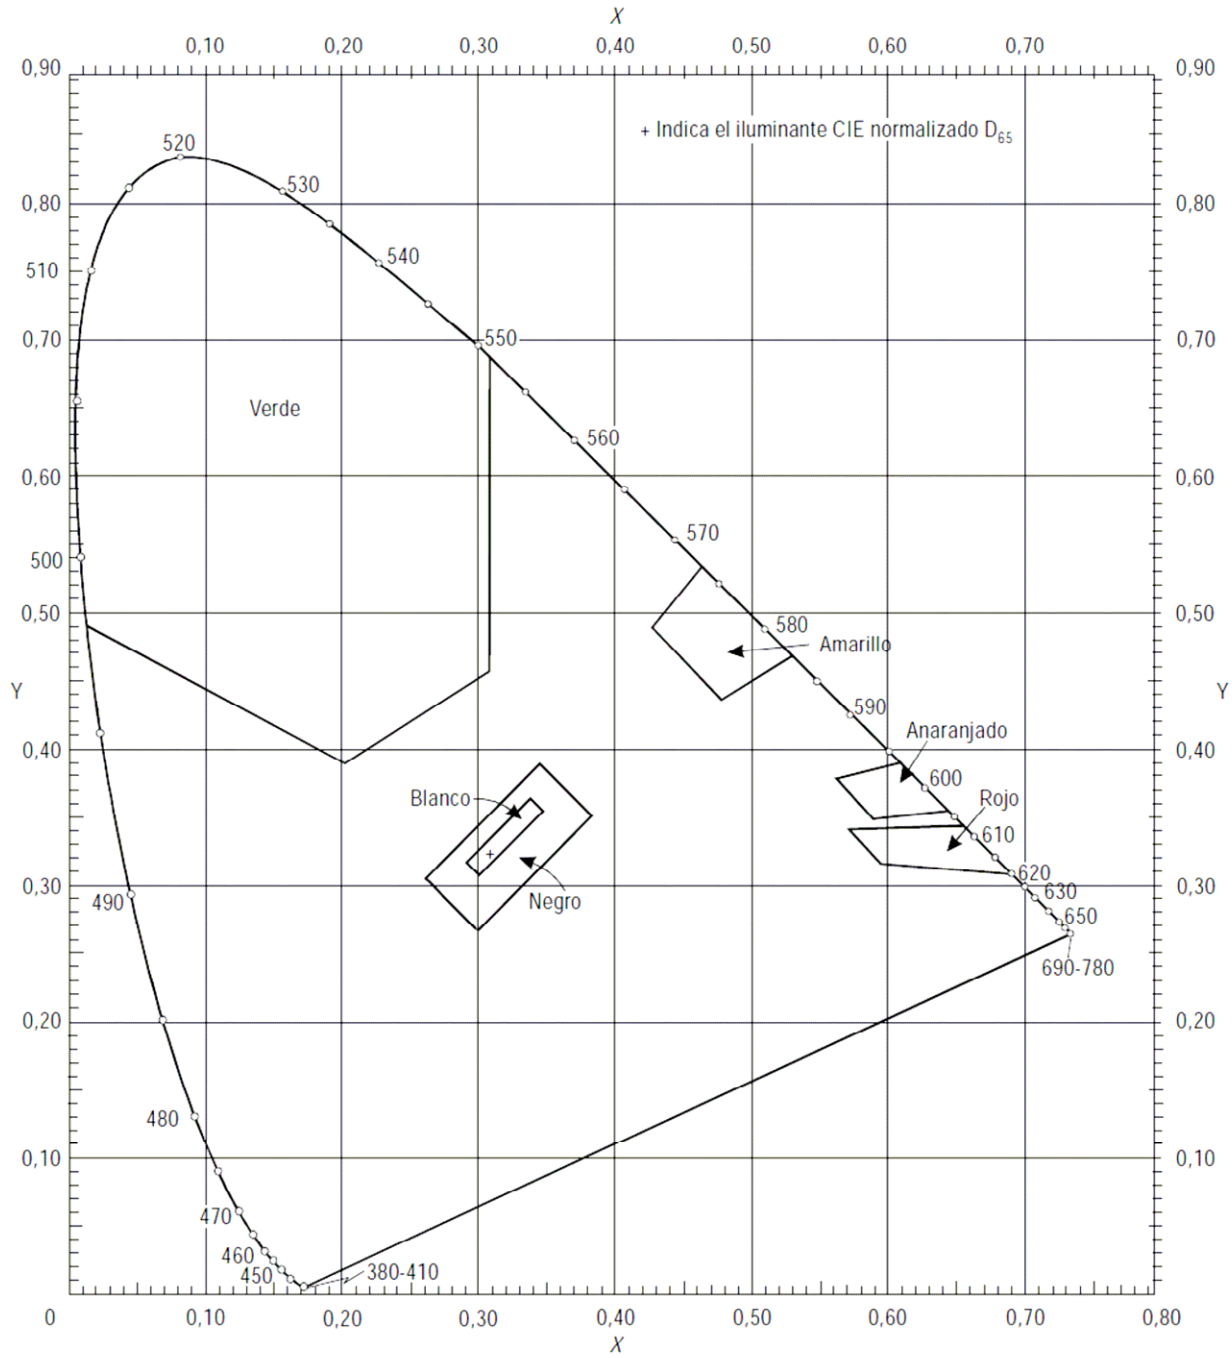 X
0,10 0,20 0,30 0,40 0,50 0,60 0,70
0,90 0,90
+ Indica el iluminante CIE normalizado D65
520
530
0,80 0,80
540
510
550
0,70 0,70
Verde
560
0,60 0,60
570
500
0,50 0,50
580
Amarillo
Y Y
590
Anaranjado
0,40 0,40
600
Blanco Rojo
610
620
0,30 0,30
630
490 Negro
650
690-780
0,20 0,20
480
0,10 0,10
470
460
450 380-410
0 0,10 0,20 0,30 0,40 0,50 0,60 0,70 0,80
X